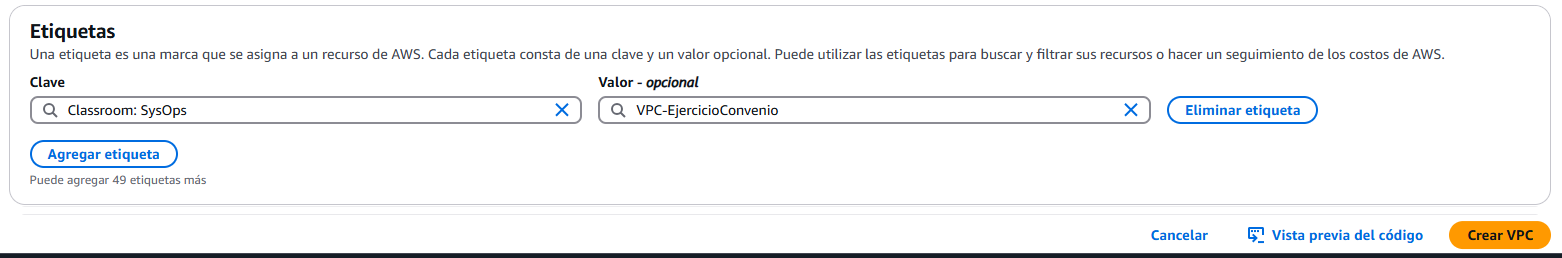 Etiquetas
Una etiqueta es una marca que se asigna a un recurso de AWS. Cada etiqueta consta de una clave y un valor opcional. Puede utilizar las etiquetas para buscar y filtrar sus recursos o hacer un seguimiento de los costos de AWS.
Clave
Valor - opcional
Classroom: SysOps
VPC-EjercicioConvenio
Eliminar etiqueta
Agregar etiqueta
Puede agregar 49 etiquetas más
Cancelar
Vista previa del código
Crear VPC